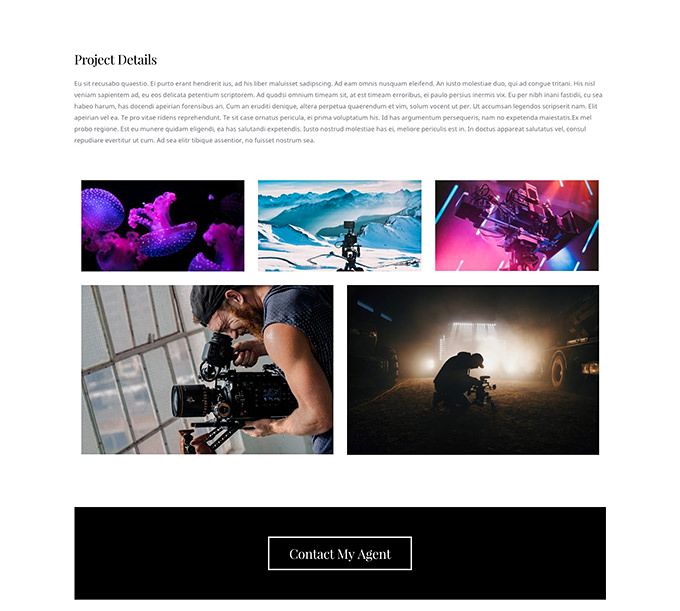 Project Details
Eu sit recusabo quaestio. Ei purto erant hendrerit ius, ad his liber maluisset sadipscing. Ad eam omnis nusquam eleifend. An iusto molestiae duo, qui ad congue tritani. His nisl
veniam sapientem ad, eu eos delicata petentium scriptorem. Ad quodsi omnium timeam sit, at est timeam erroribus, ei paulo persius inermis vix. Eu per nibh inani fastidii, cu sea
habeo harum, has docendi apeirian forensibus an. Cum an eruditi denique, altera perpetua quaerendum et vim, solum vocent ut per. Ut accumsan legendos scripserit nam. Elit
apeirian vel ea. Te pro vitae ridens reprehendunt. Te sit case ornatus pericula, ei prima voluptatum his. Id has argumentum persequeris, nam no expetenda maiestatis.Ex mel
probo regione. Est eu munere quidam eligendi, ea has salutandi expetendis. Iusto nostrud molestiae has ei, meliore periculis est in. In doctus appareat salutatus vel, consul
repudiare evertitur ut cum. Ad sea elitr tibique assentior, no fuisset nostrum sea.
Contact My Agent